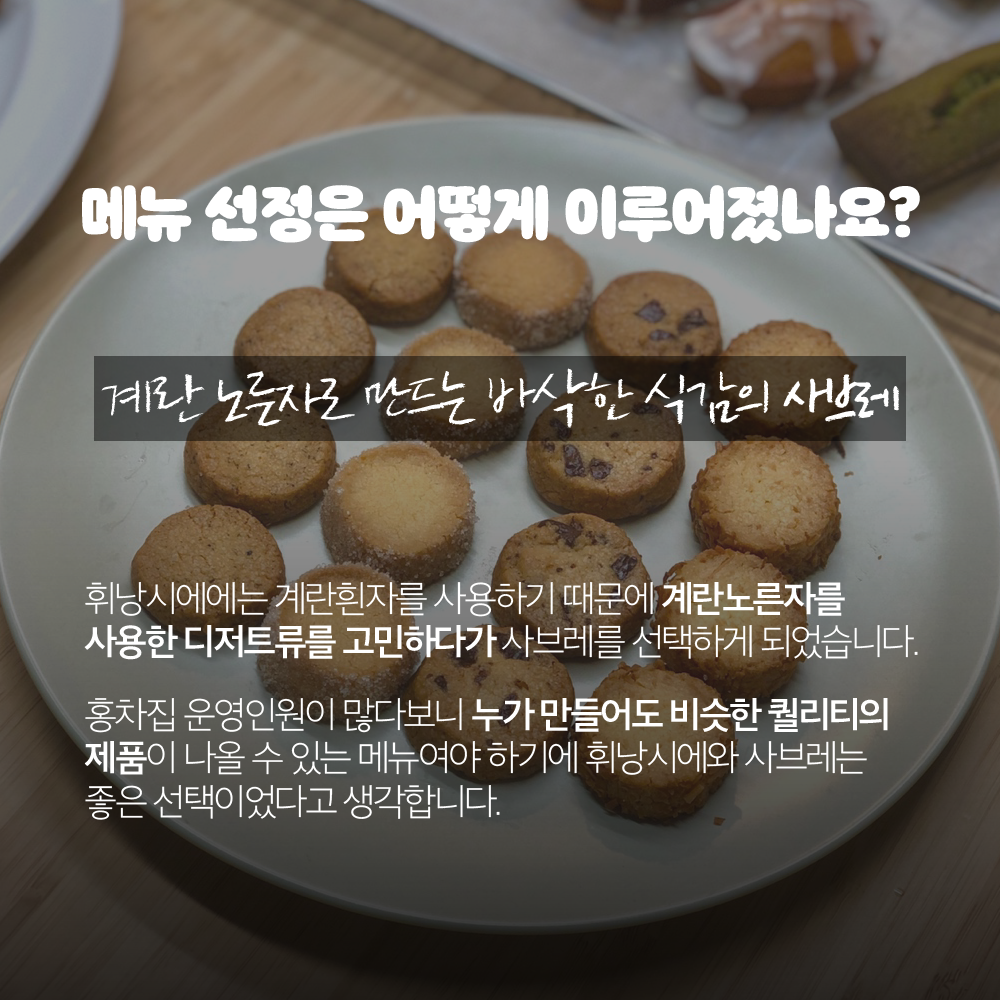 메뉴 선정은 어떻게 이루어졌나요?
계란 노른자로 만드는 바삭한 식감의 사브레
휘낭시에에는 계란흰자를 사용하기 때문에 계란노른자를
사용한 디저트류를 고민하다가 사브레를 선택하게 되었습니다.
홍차집 운영인원이 많다보니 누가 만들어도 비슷한 퀄리티의
제품이 나올 수 있는 메뉴여야 하기에 휘낭시에와 사브레는
좋은 선택이었다고 생각합니다.